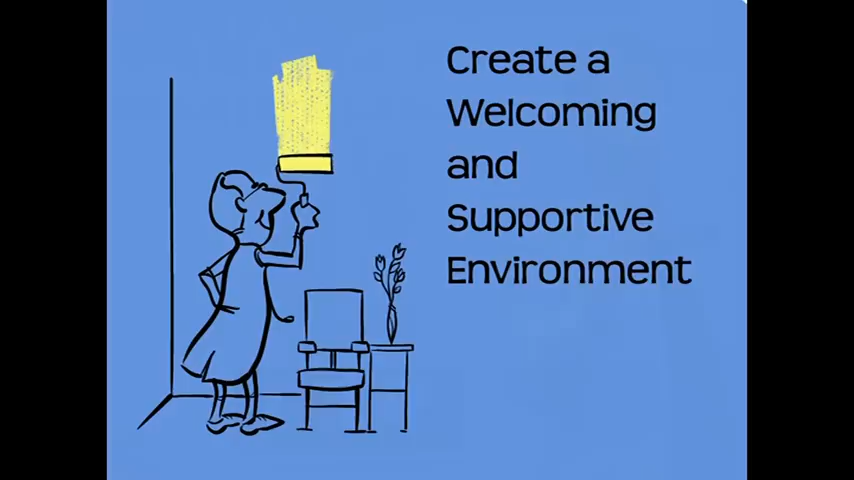 Create a
Welcoming
and
Supportive
Environment